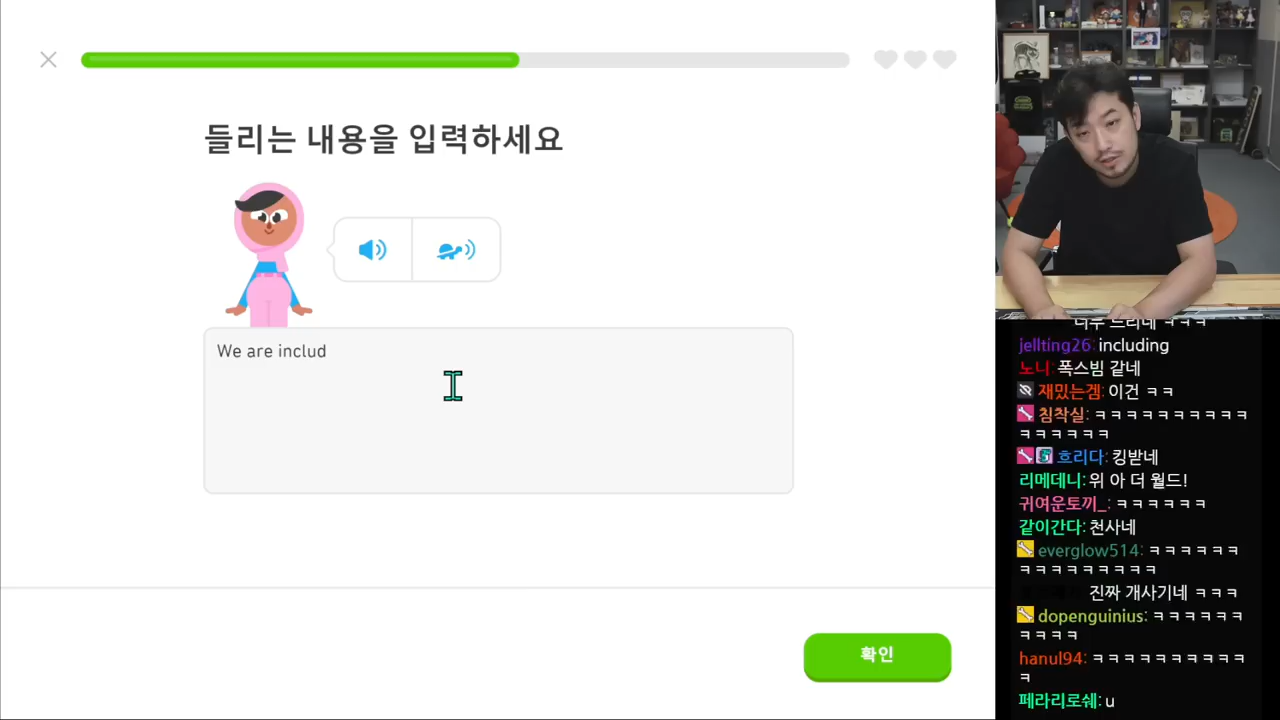 들리는 내용을 입력하세요
We are includ
확인
jellting26: including
노니: 폭스빔 같네
재밌는겜: 이건 ㅋㅋ
침착실: ㅋㅋㅋㅋㅋㅋㅋㅋㅋㅋ
ㅋㅋㅋㅋㅋㅋ
흐리다: 킹받네
리메데니: 위 아 더 월드!
귀여운토끼_: ㅋㅋㅋㅋㅋㅋ
같이간다: 천사네
everglow514: ㅋㅋㅋㅋㅋㅋ
ㅋㅋㅋㅋㅋㅋㅋㅋㅋ
진짜 개사기네 ㅋㅋㅋ
dopenguinius: ㅋㅋㅋㅋㅋㅋ
ㅋㅋㅋㅋ
hanul94: ㅋㅋㅋㅋㅋㅋㅋㅋㅋㅋ
ㅋ
페라리로쉐: u